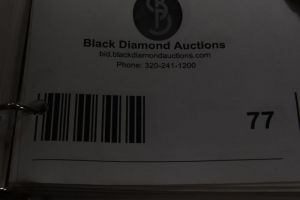 Black Diamond Auctions
bid.blackdiamondauctions.com
Phone: 320-241-1200
77